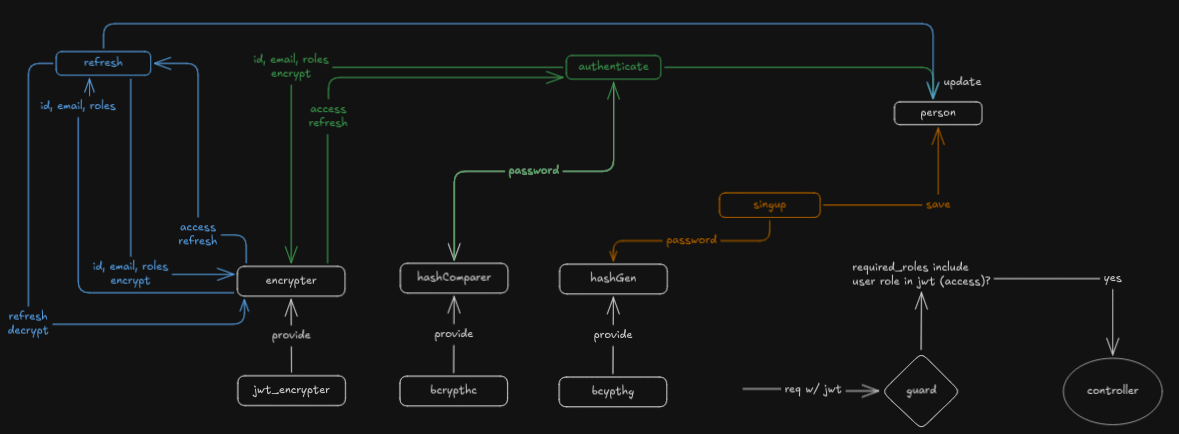 refresh
id, email, roles
encrypt
authenticate
update
id, email, roles
access
refresh
person
password
singup
save
access
refresh
password
id, email, roles
encrypt
encrypter
hashComparer
hashGen
required_roles include
user role in jwt (access)?
yes
refresh
decrypt
provide
provide
provide
jwt_encrypter
bcrypthc
bcypthg
req w/ jwt
guard
controller